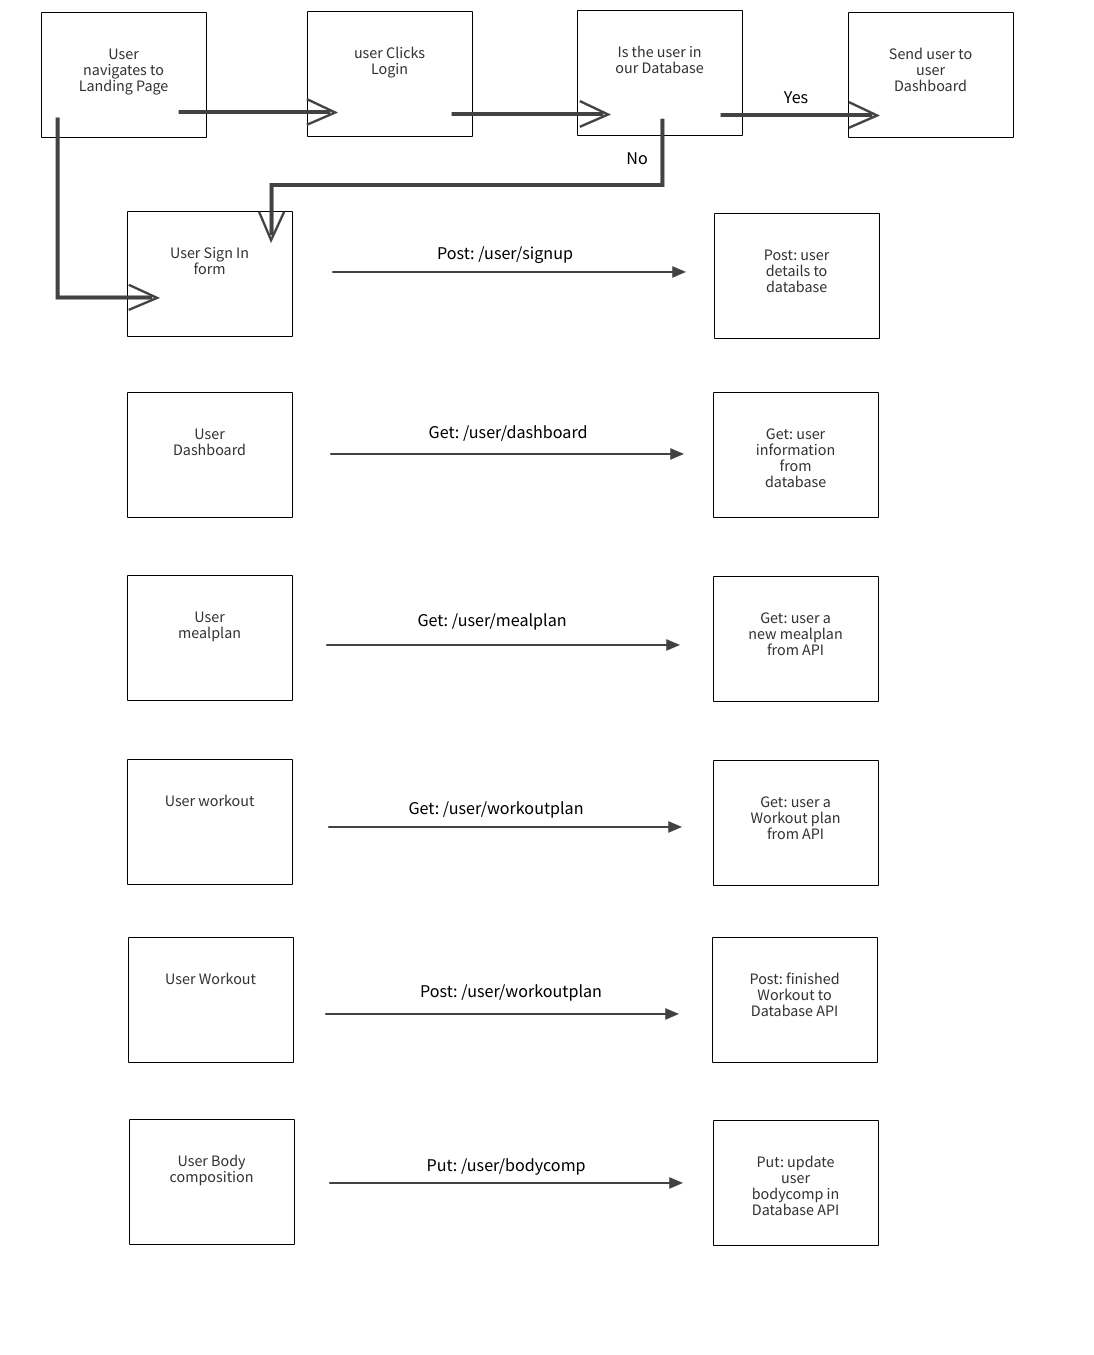 User
navigates to
Landing Page
user Clicks
Login
Is the user in
our Database
Yes
Send user to
user
Dashboard
No
User Sign In
form
Post: /user/signup
Post: user
details to
database
User
Dashboard
Get: /user/dashboard
Get: user
information
from
database
User
mealplan
Get: /user/mealplan
Get: user a
new mealplan
from API
User workout
Get: /user/workoutplan
Get: user a
Workout plan
from API
User Workout
Post: /user/workoutplan
Post: finished
Workout to
Database API
User Body
composition
Put: /user/bodycomp
Put: update
user
bodycomp in
Database API